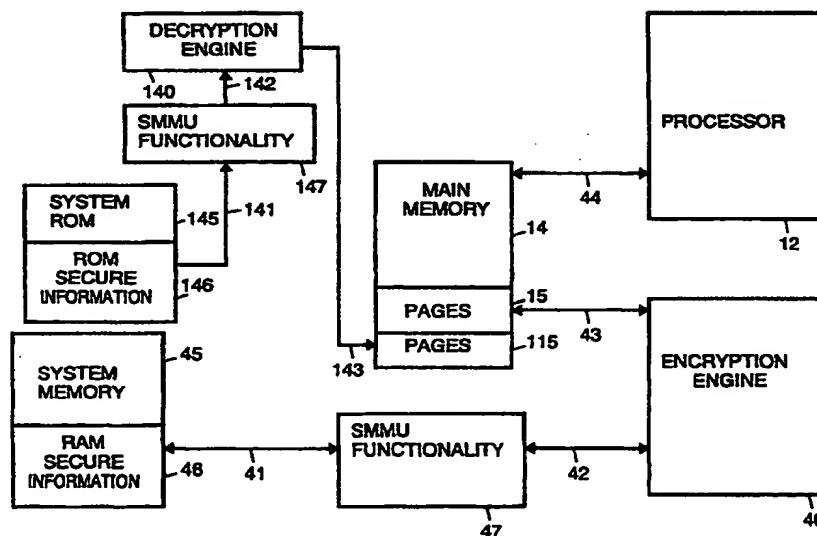 DECRYPTION
ENGINE
140
142
SMMU
FUNCTIONALITY
147
141
SYSTEM
ROM
145
ROM
SECURE
INFORMATION
146
45
SYSTEM
MEMORY
RAM
SECURE
INFORMATION
46
41
PROCESSOR
12
44
MAIN
MEMORY
14
PAGES
15
43
PAGES
115
143
ENCRYPTION
ENGINE
SMMU
FUNCTIONALITY
47
42
40